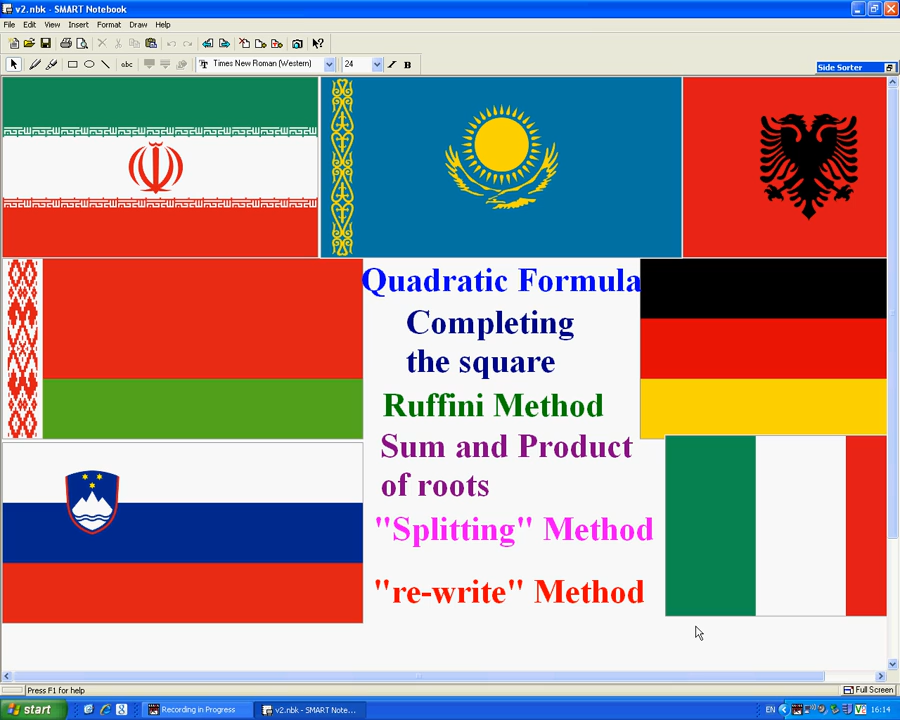 v2.nbk - SMART Notebook
File Edit View Insert Format Draw Help
abc Times New Roman (Western) 24 I B
Side Sorter
Quadratic Formula
Completing
the square
Ruffini Method
Sum and Product
of roots
"Splitting" Method
"re-write" Method
Press F1 for help
Full Screen
start
Recording in Progress
v2.nbk - SMART Note...
EN
16:14